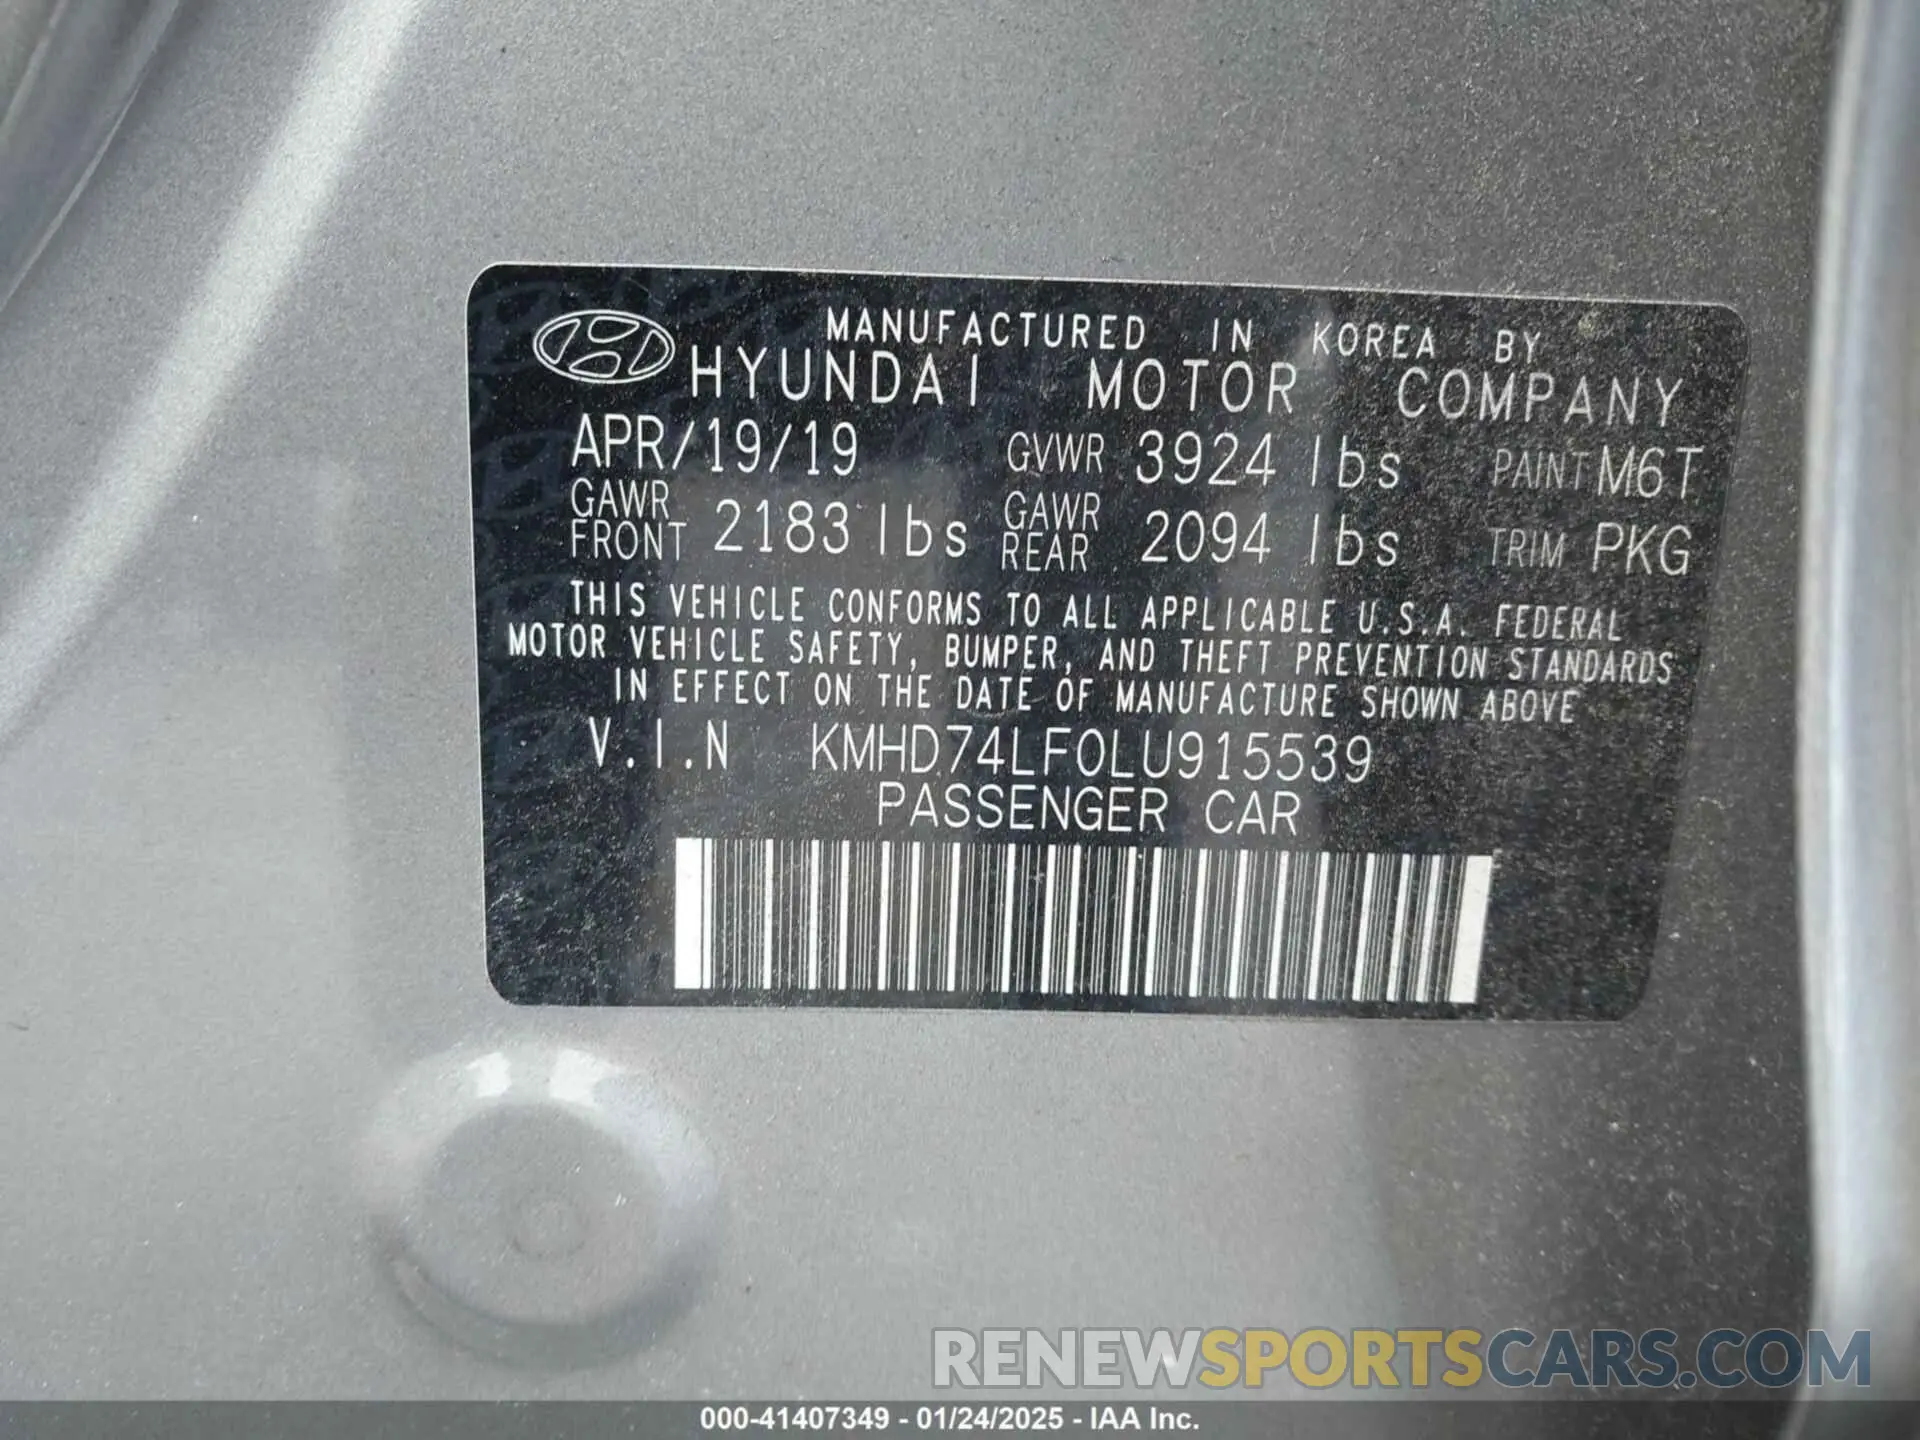 MANUFACTURED IN KOREA BY
HYUNDAI MOTOR COMPANY
APR/19/19 GVWR 3924 lbs PAINT M6T
GAWR FRONT 2183 lbs GAWR REAR 2094 lbs TRIM PKG
THIS VEHICLE CONFORMS TO ALL APPLICABLE U.S.A. FEDERAL
MOTOR VEHICLE SAFETY, BUMPER, AND THEFT PREVENTION STANDARDS
IN EFFECT ON THE DATE OF MANUFACTURE SHOWN ABOVE
V.I.N KMHD74LF0LU915539
PASSENGER CAR
RENEWSPORTSCARS.COM
000-41407349 - 01/24/2025 - IAA Inc.